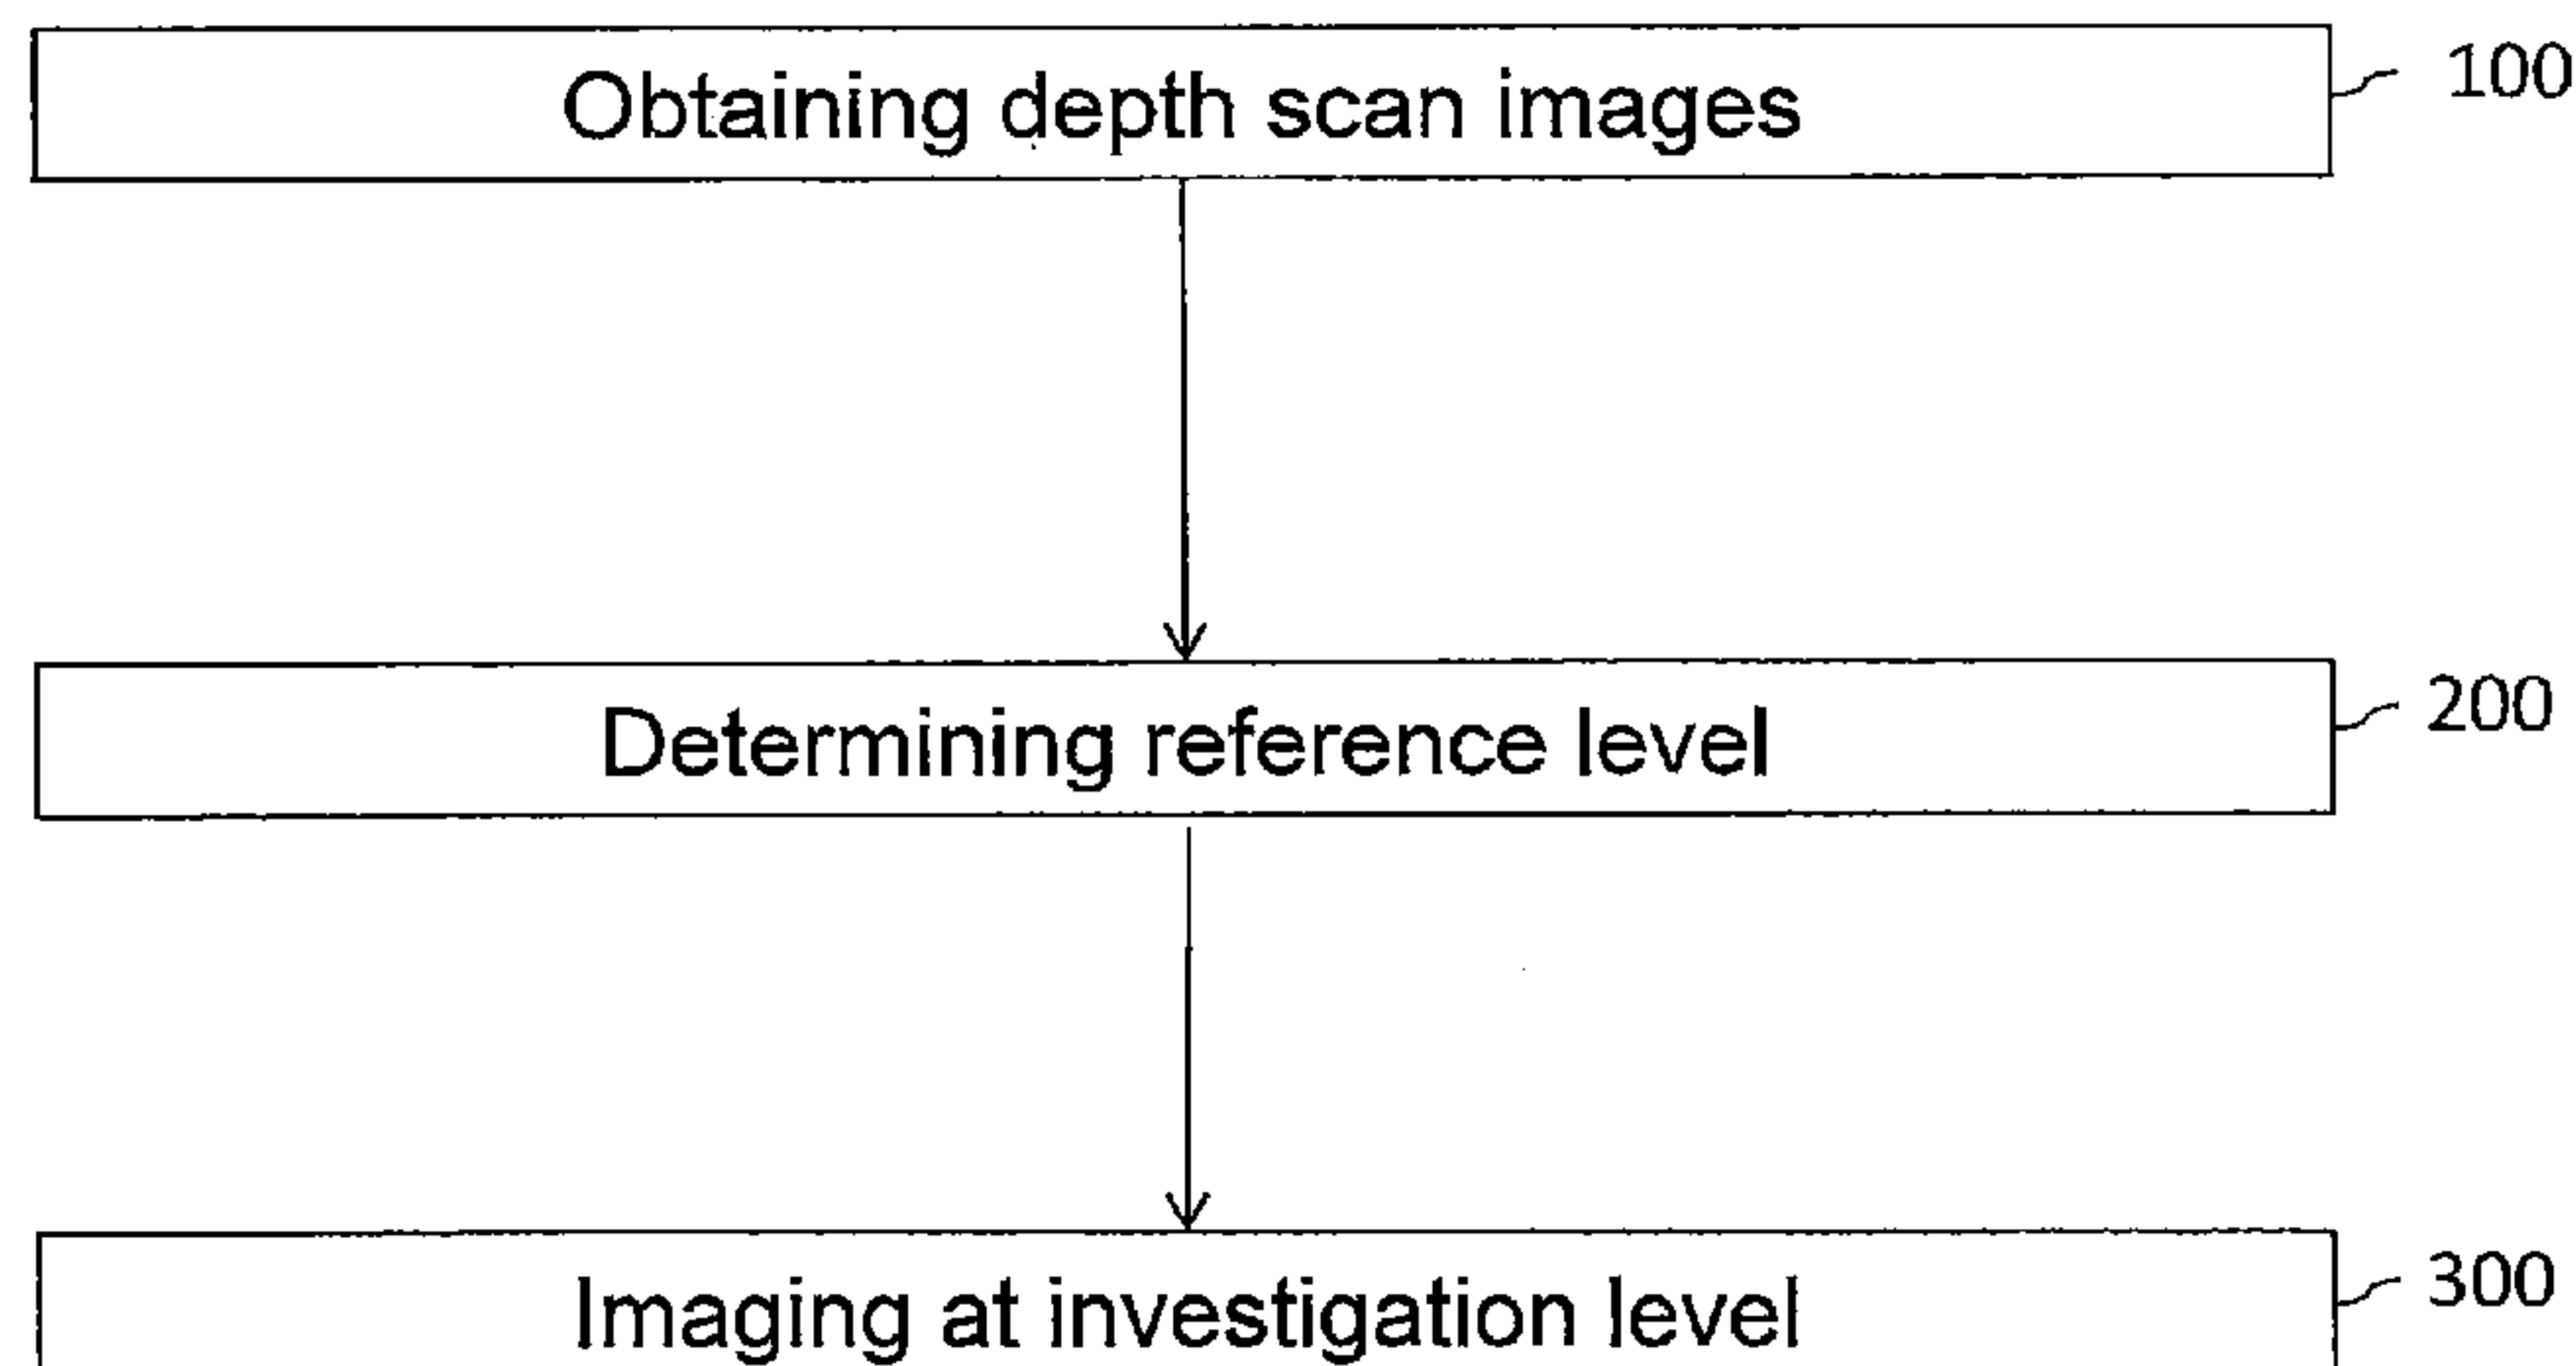 Obtaining depth scan images 100
Determining reference level 200
Imaging at investigation level 300